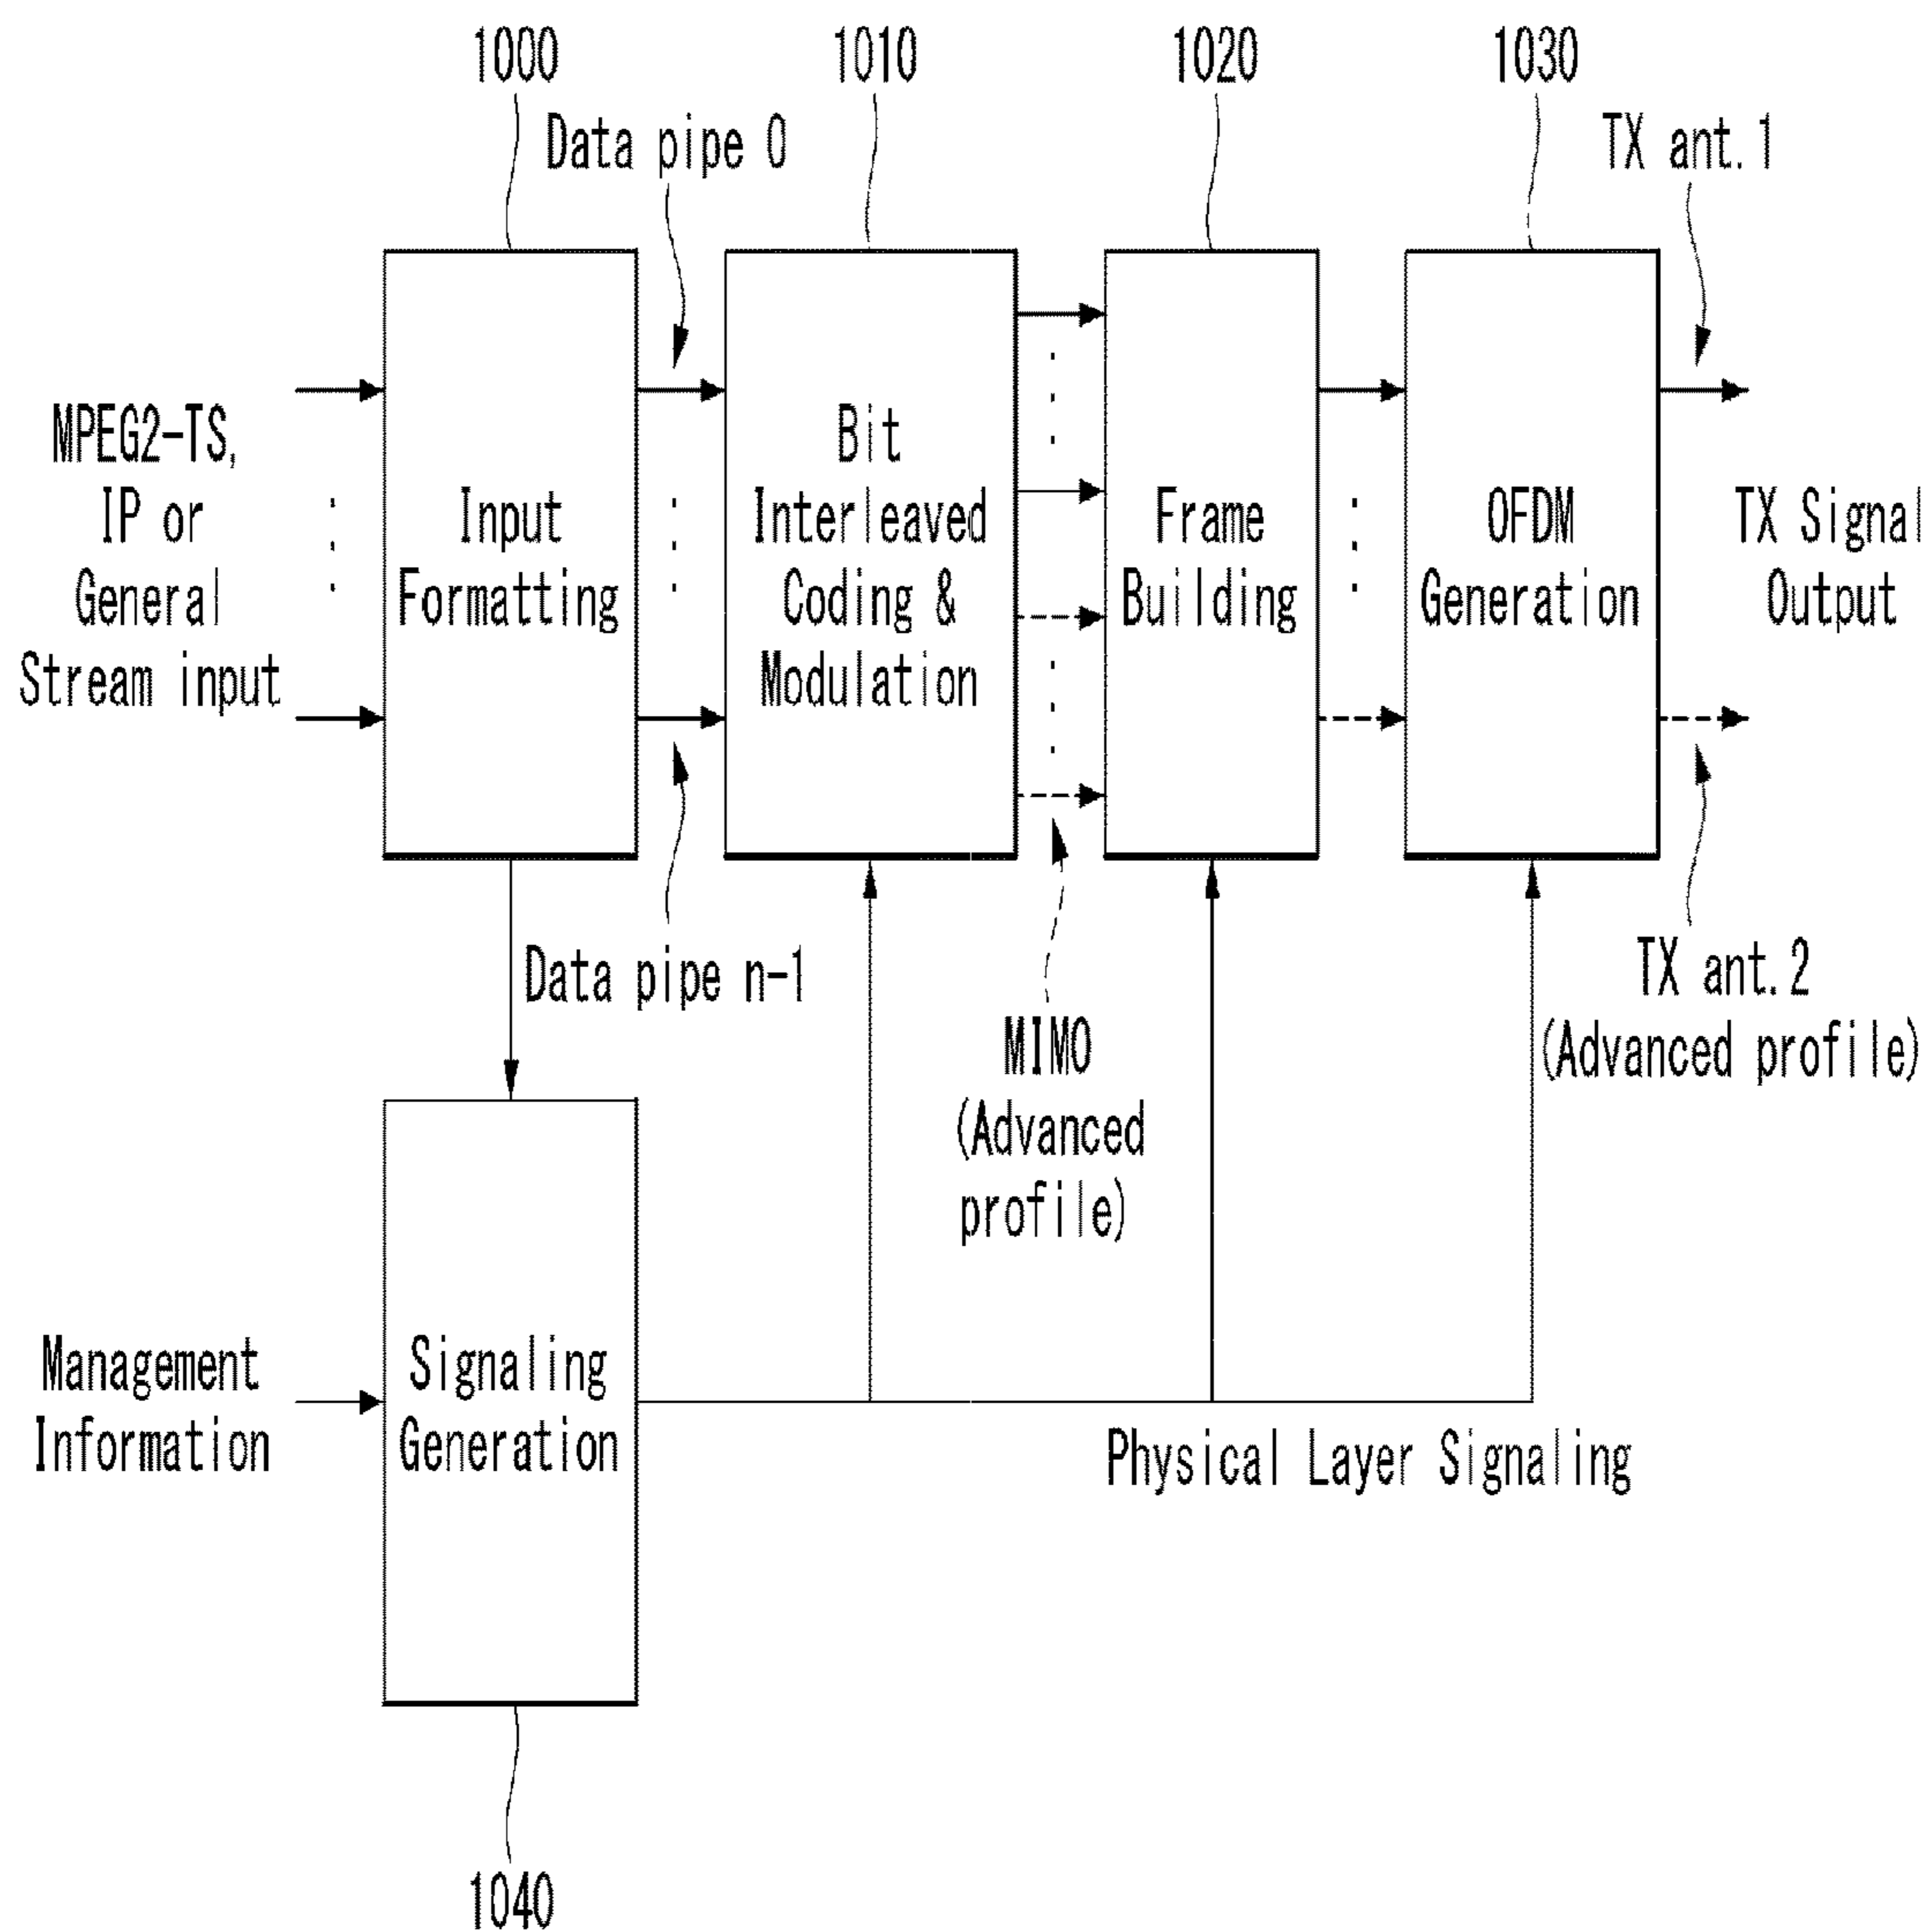 1000
1010
1020
1030
Data pipe 0
TX ant.1
MPEG2-TS,
IP or
General
Stream input
Input
Formatting
Bit
Interleaved
Coding &
Modulation
Frame
Building
OFDM
Generation
TX Signal
Output
Data pipe n-1
MIMO
(Advanced
profile)
TX ant.2
(Advanced profile)
Management
Information
Signaling
Generation
Physical Layer Signaling
1040